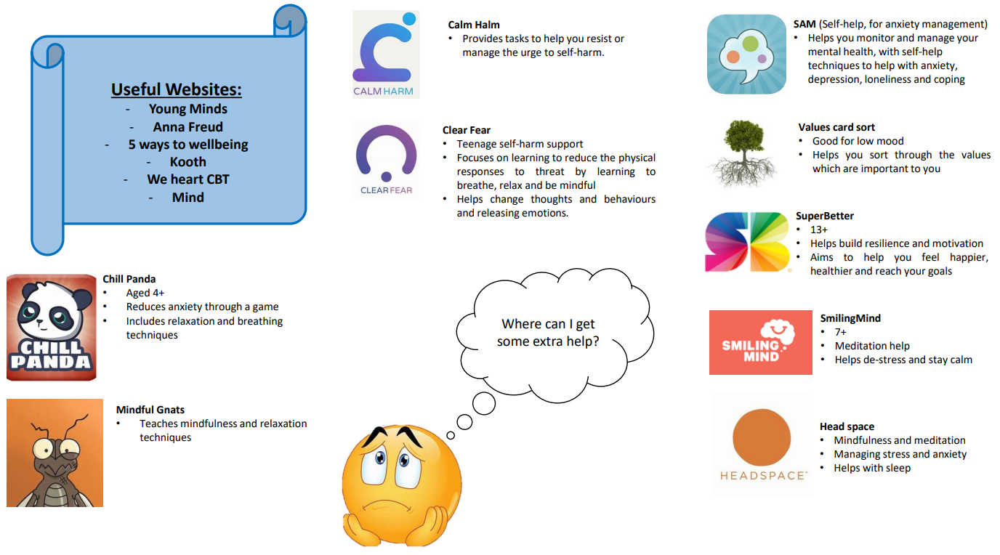 Useful Websites:
- Young Minds
- Anna Freud
- 5 ways to wellbeing
- Kooth
- We heart CBT
- Mind
CHILL
PANDA
Chill Panda
• Aged 4+
• Reduces anxiety through a game
• Includes relaxation and breathing
techniques
Mindful Gnats
• Teaches mindfulness and relaxation
techniques
CALM HARM
Calm Halm
• Provides tasks to help you resist or
manage the urge to self-harm.
CLEAR FEAR
Clear Fear
• Teenage self-harm support
• Focuses on learning to reduce the physical
responses to threat by learning to
breathe, relax and be mindful
• Helps change thoughts and behaviours
and releasing emotions.
Where can I get
some extra help?
SAM (Self-help, for anxiety management)
• Helps you monitor and manage your
mental health, with self-help
techniques to help with anxiety,
depression, loneliness and coping
Values card sort
• Good for low mood
• Helps you sort through the values
which are important to you
SuperBetter
• 13+
• Helps build resilience and motivation
• Aims to help you feel happier,
healthier and reach your goals
SMILING
MIND
SmilingMind
• 7+
• Meditation help
• Helps de-stress and stay calm
HEADSPACE
Head space
• Mindfulness and meditation
• Managing stress and anxiety
• Helps with sleep